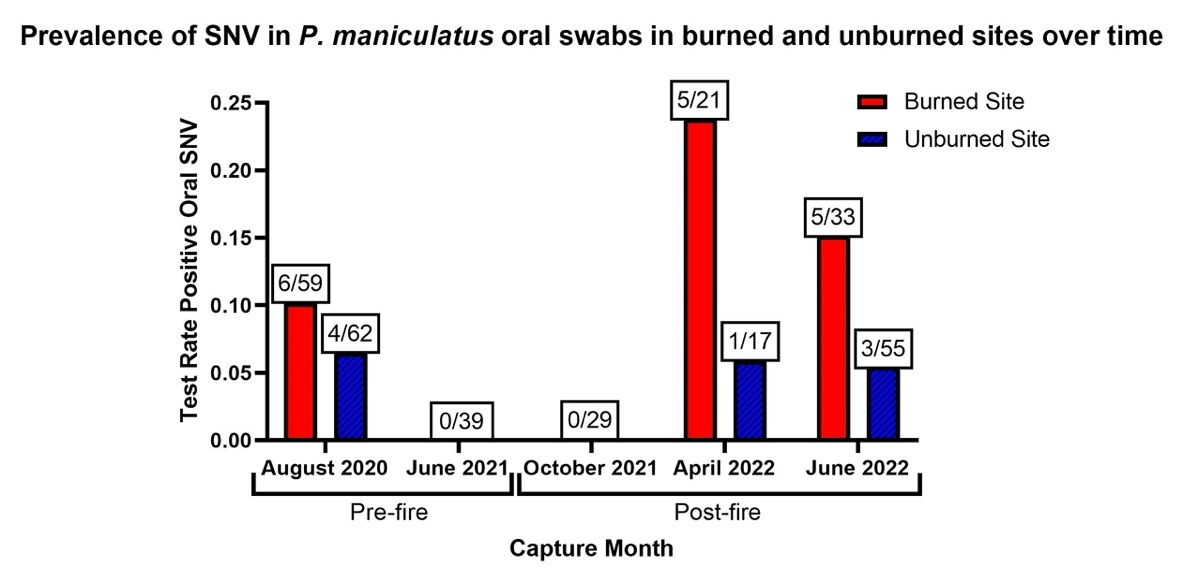 Prevalence of SNV in P. maniculatus oral swabs in burned and unburned sites over time
Burned Site
Unburned Site
Test Rate Positive Oral SNV
0.25
0.20
0.15
0.10
0.05
0.00
6/59
4/62
0/39
0/29
5/21
1/17
5/33
3/55
August 2020
June 2021
October 2021
April 2022
June 2022
Pre-fire
Post-fire
Capture Month